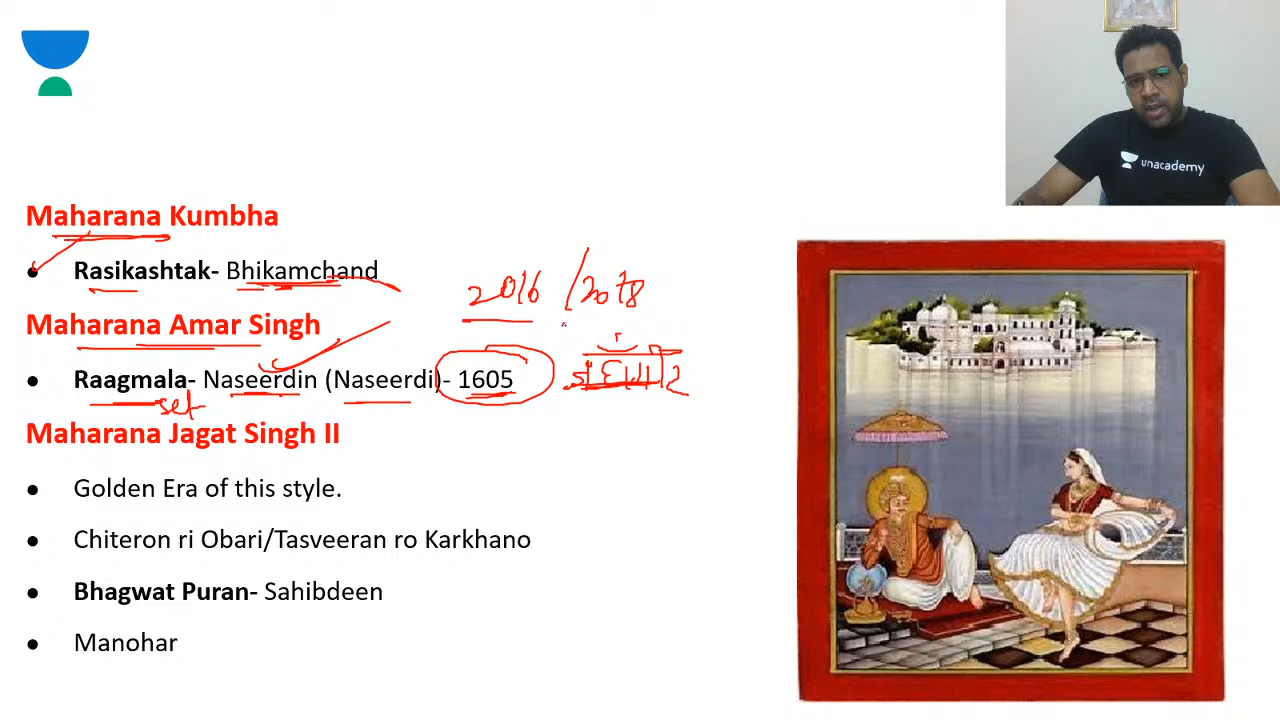 unacademy
Maharana Kumbha
● Rasikashtak- Bhikamchand
2016 / 2018
Maharana Amar Singh
● Raagmala- Naseerdin (Naseerdi)- 1605
set
Maharana Jagat Singh II
● Golden Era of this style.
● Chiteron ri Obari/Tasveeran ro Karkhano
● Bhagwat Puran- Sahibdeen
● Manohar